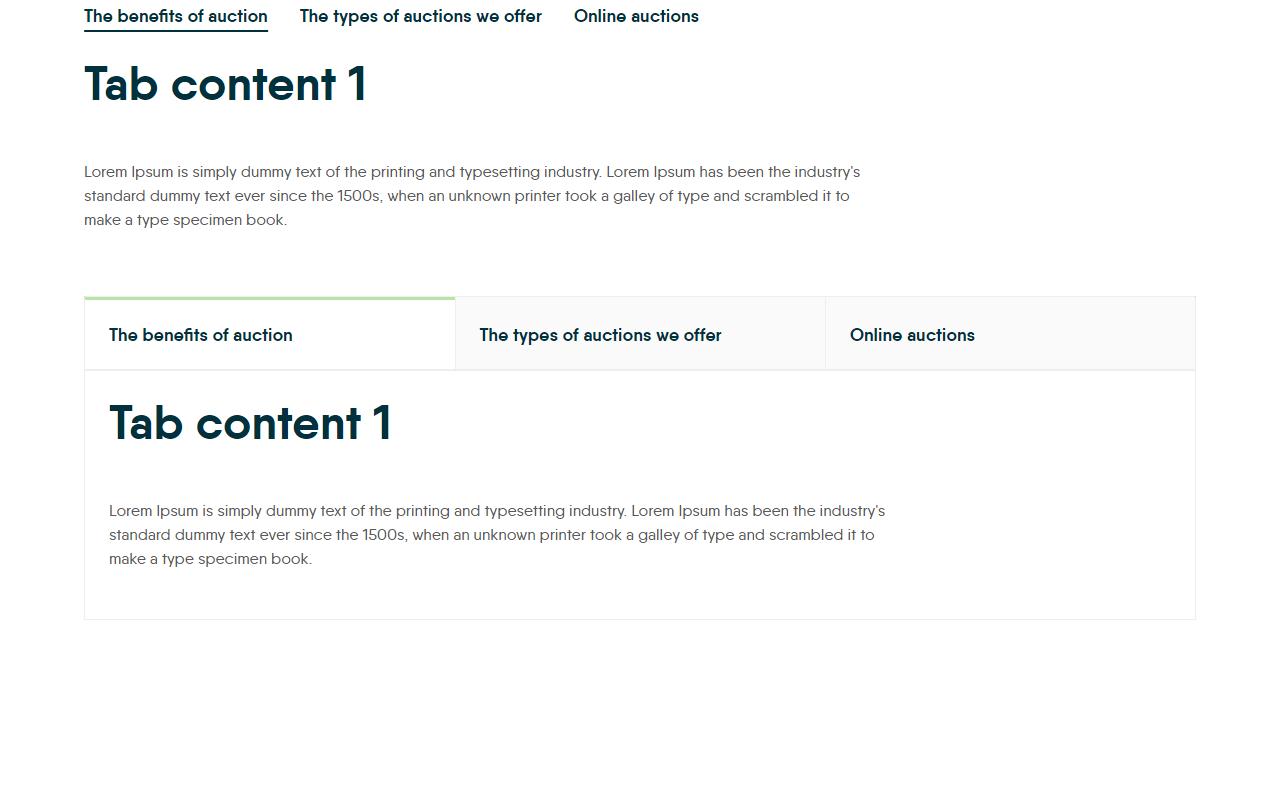 The benefits of auction The types of auctions we offer Online auctions
Tab content 1
Lorem Ipsum is simply dummy text of the printing and typesetting industry. Lorem Ipsum has been the industry's
standard dummy text ever since the 1500s, when an unknown printer took a galley of type and scrambled it to
make a type specimen book.
The benefits of auction The types of auctions we offer Online auctions
Tab content 1
Lorem Ipsum is simply dummy text of the printing and typesetting industry. Lorem Ipsum has been the industry's
standard dummy text ever since the 1500s, when an unknown printer took a galley of type and scrambled it to
make a type specimen book.